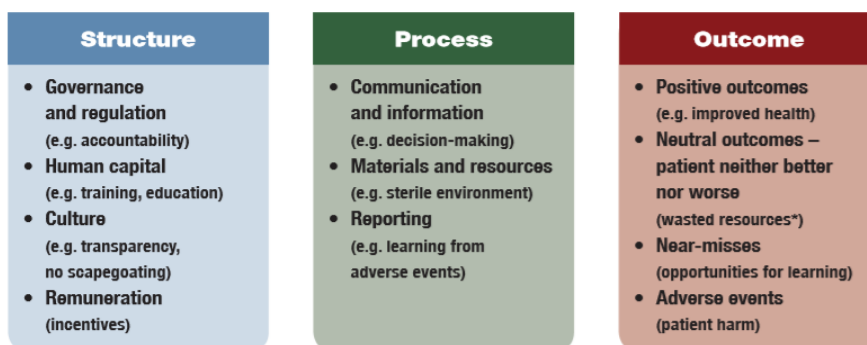 Structure
• Governance
and regulation
(e.g. accountability)
• Human capital
(e.g. training, education)
• Culture
(e.g. transparency,
no scapegoating)
• Remuneration
(incentives)
Process
• Communication
and information
(e.g. decision-making)
• Materials and resources
(e.g. sterile environment)
• Reporting
(e.g. learning from
adverse events)
Outcome
• Positive outcomes
(e.g. improved health)
• Neutral outcomes –
patient neither better
nor worse
(wasted resources*)
• Near-misses
(opportunities for learning)
• Adverse events
(patient harm)